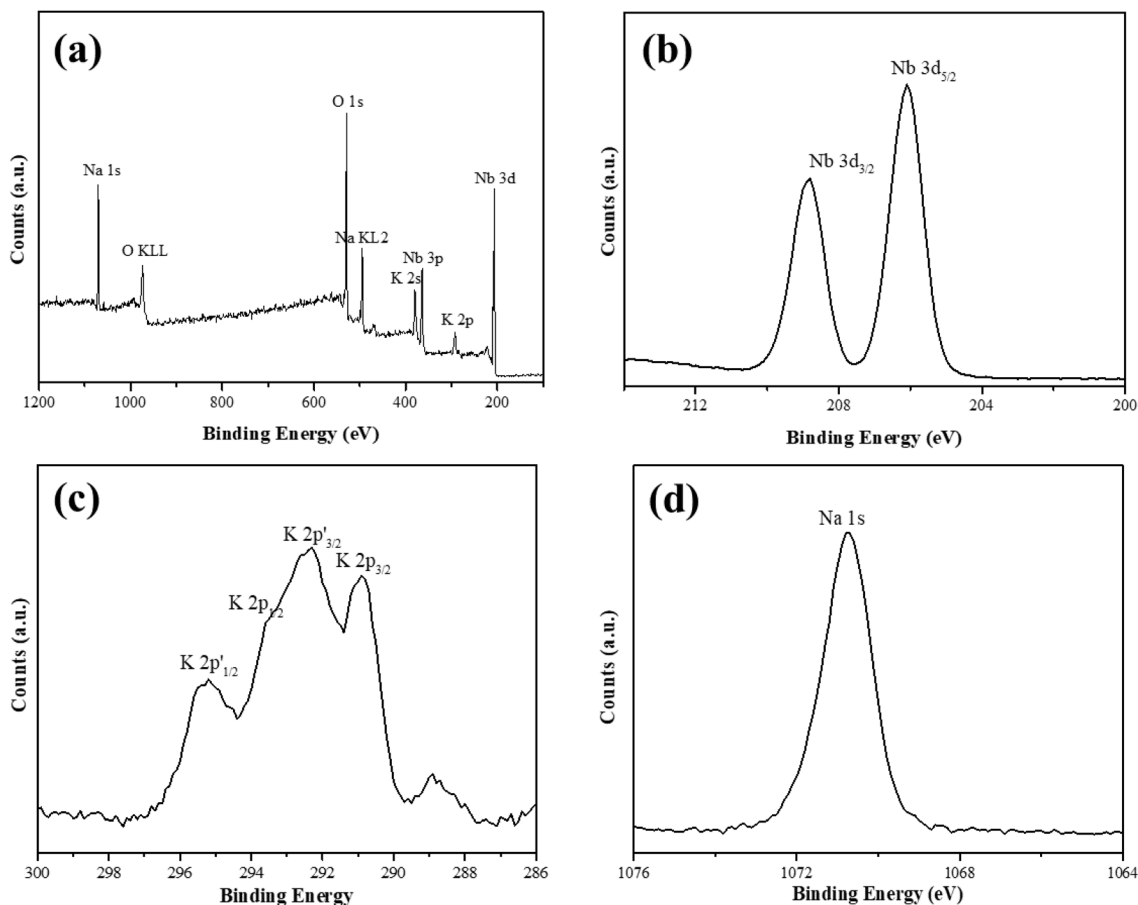 (a)
O 1s
Na 1s
Nb 3d
O KLL
Na KL2
Nb 3p
K 2s
K 2p
Counts (a.u.)
1200 1000 800 600 400 200
Binding Energy (eV)
(b)
Nb 3d5/2
Nb 3d3/2
Counts (a.u.)
212 208 204 200
Binding Energy (eV)
(c)
K 2p'3/2
K 2p3/2
K 2p1/2
K 2p'1/2
Counts (a.u.)
300 296 295 294 293 292 291 290 288 286
Binding Energy
(d)
Na 1s
Counts (a.u.)
1076 1072 1068 1064
Binding Energy (eV)